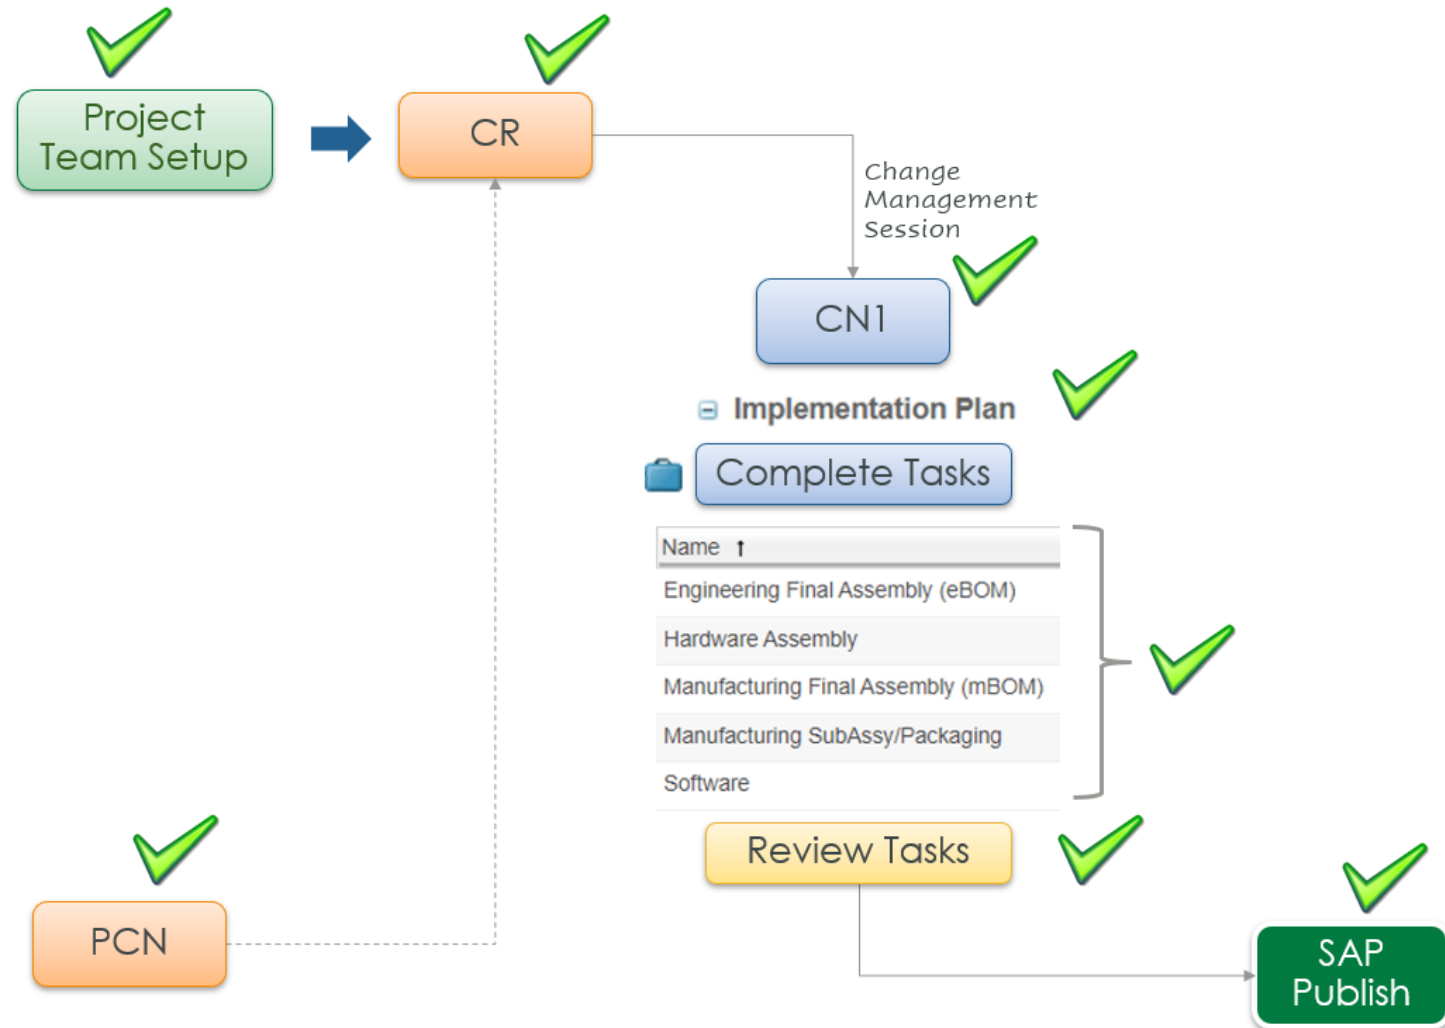 Project
Team Setup
CR
Change
Management
Session
CN1
Implementation Plan
Complete Tasks
Name ↑
Engineering Final Assembly (eBOM)
Hardware Assembly
Manufacturing Final Assembly (mBOM)
Manufacturing SubAssy/Packaging
Software
Review Tasks
PCN
SAP
Publish